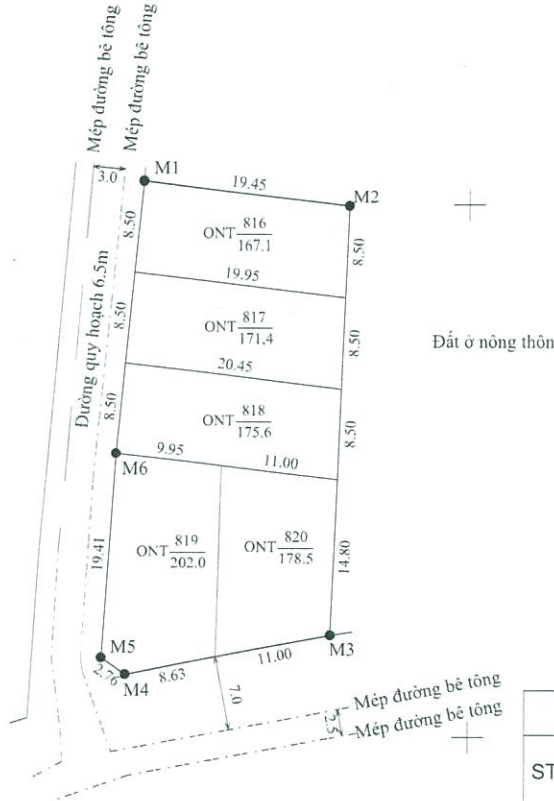 Mép đường bê tông
Mép đường bê tông
3.0
M1
19.45
M2
8.50
ONT 816
167.1
8.50
19.95
Đường quy hoạch 6.5m
8.50
ONT 817
171.4
8.50
Đất ở nông thôn
20.45
8.50
ONT 818
175.6
8.50
M6
9.95
11.00
19.41
ONT 819
202.0
ONT 820
178.5
14.80
M5
2.76
M4
8.63
11.00
M3
7.0
Mép đường bê tông
2.5
Mép đường bê tông
ST